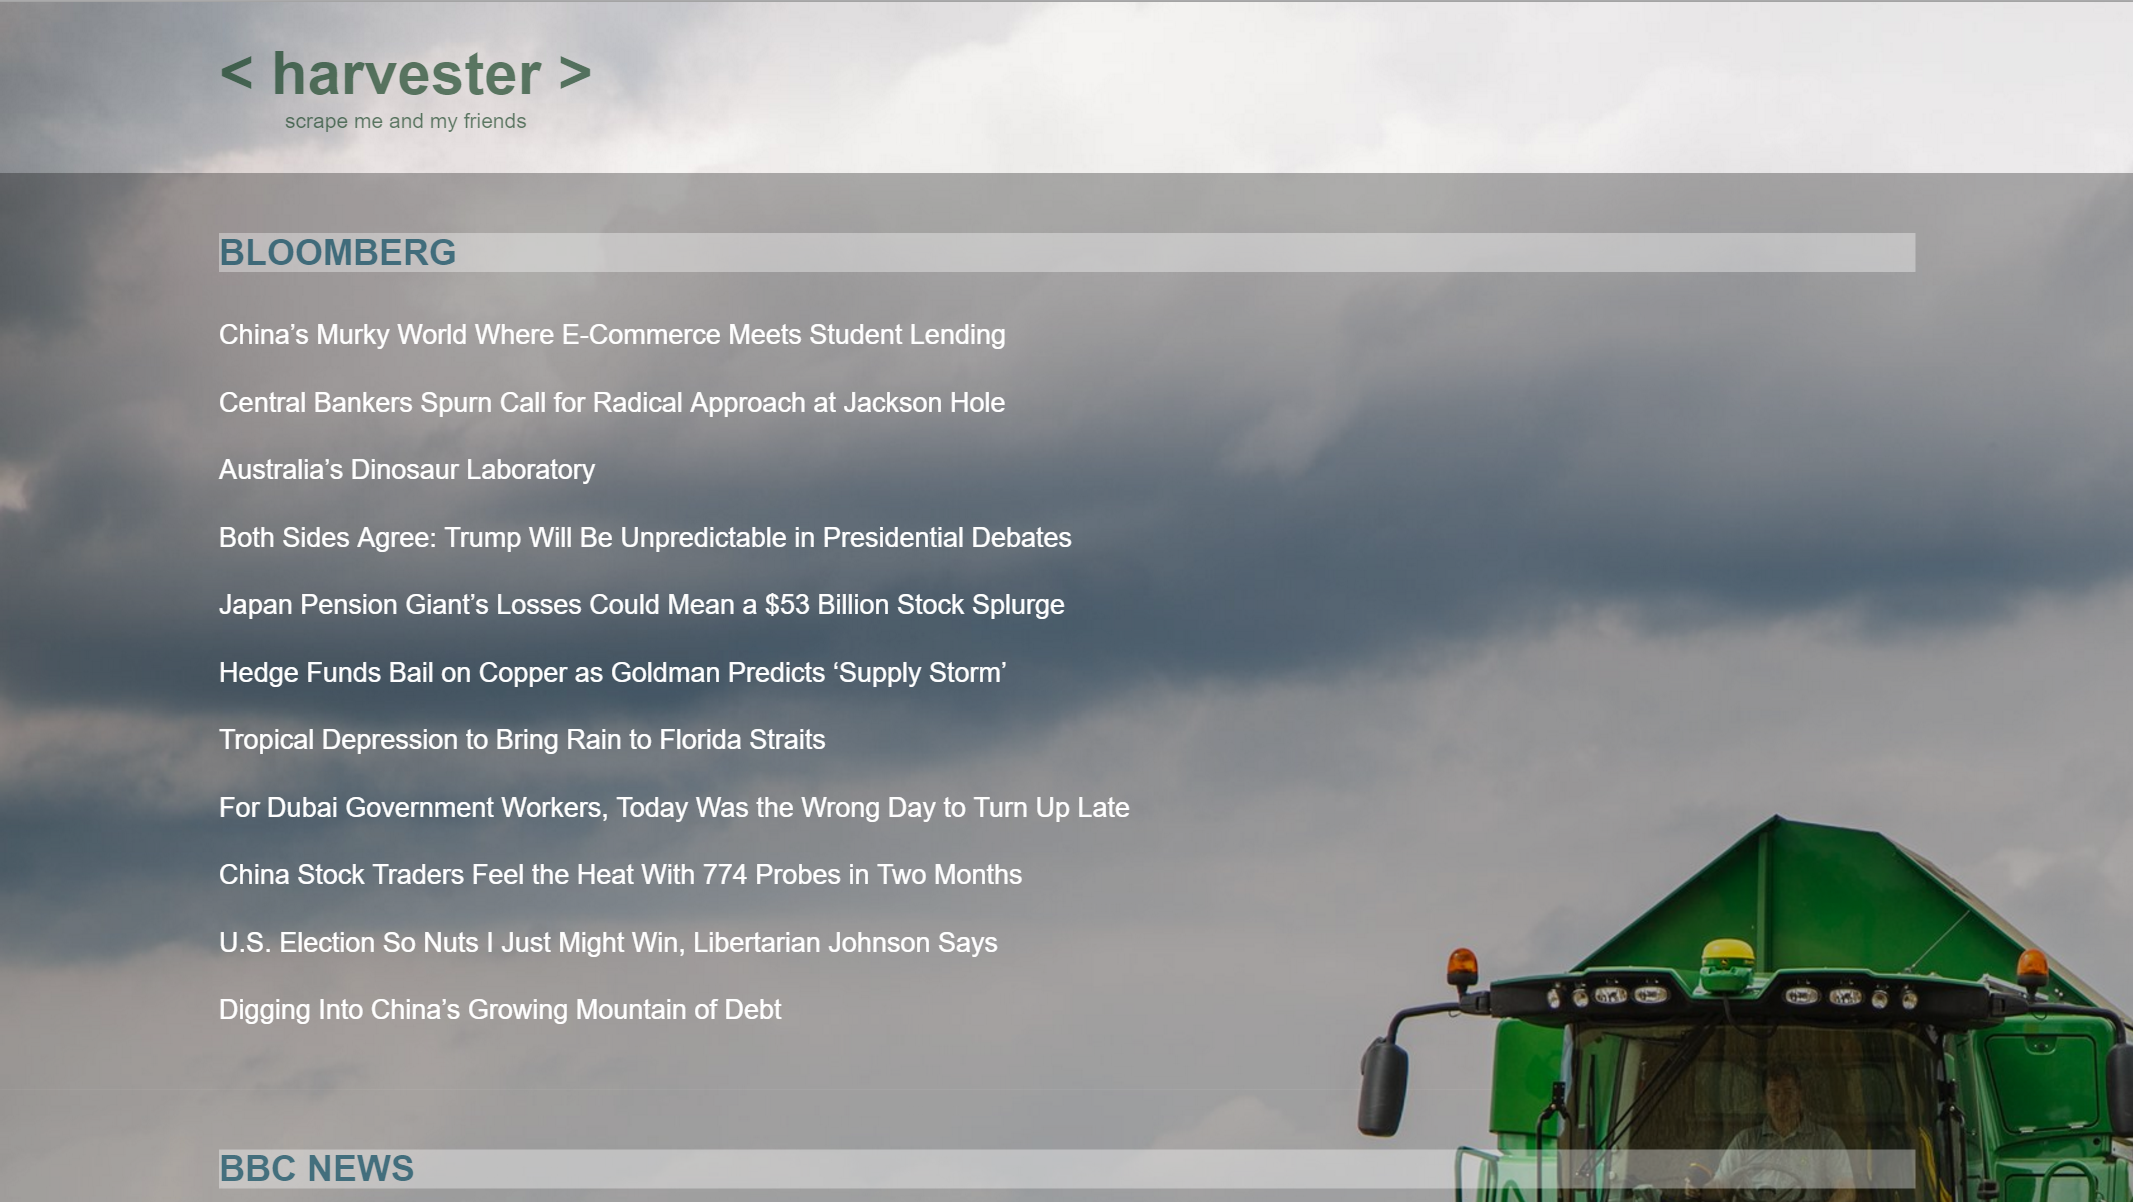 < harvester >
scrape me and my friends
BLOOMBERG
China’s Murky World Where E-Commerce Meets Student Lending
Central Bankers Spurn Call for Radical Approach at Jackson Hole
Australia’s Dinosaur Laboratory
Both Sides Agree: Trump Will Be Unpredictable in Presidential Debates
Japan Pension Giant’s Losses Could Mean a $53 Billion Stock Splurge
Hedge Funds Bail on Copper as Goldman Predicts ‘Supply Storm’
Tropical Depression to Bring Rain to Florida Straits
For Dubai Government Workers, Today Was the Wrong Day to Turn Up Late
China Stock Traders Feel the Heat With 774 Probes in Two Months
U.S. Election So Nuts I Just Might Win, Libertarian Johnson Says
Digging Into China’s Growing Mountain of Debt
BBC NEWS